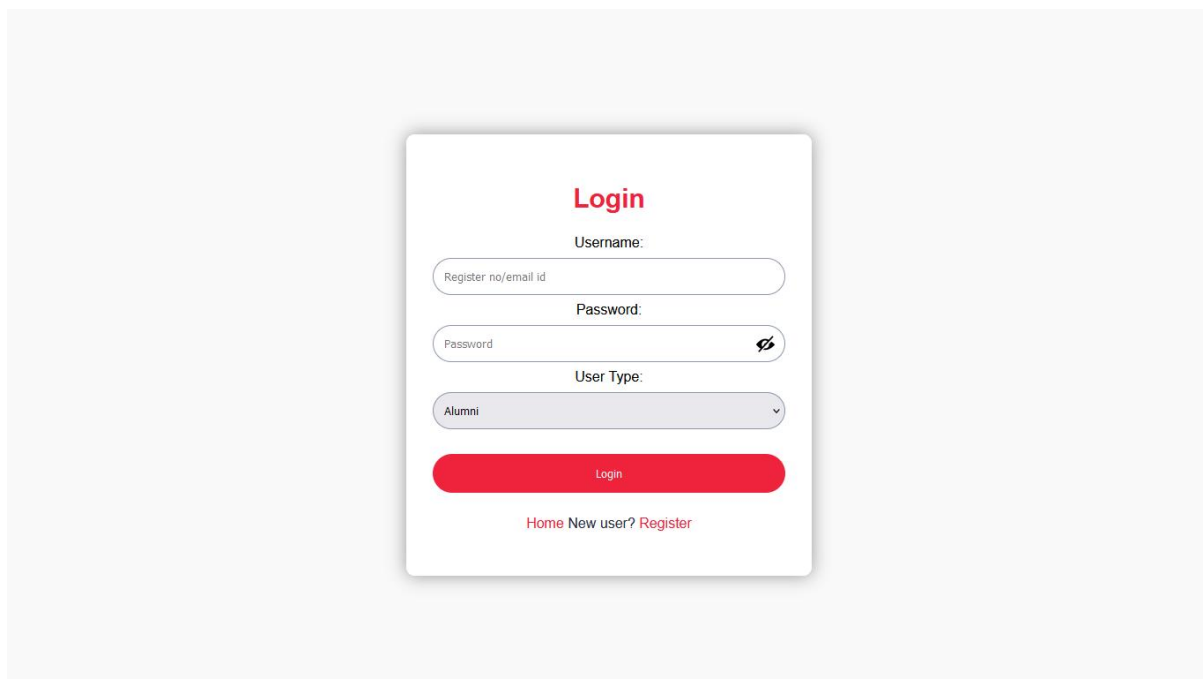 Login
Username:
Register no/email id
Password:
Password
User Type:
Alumni
Login
Home New user? Register